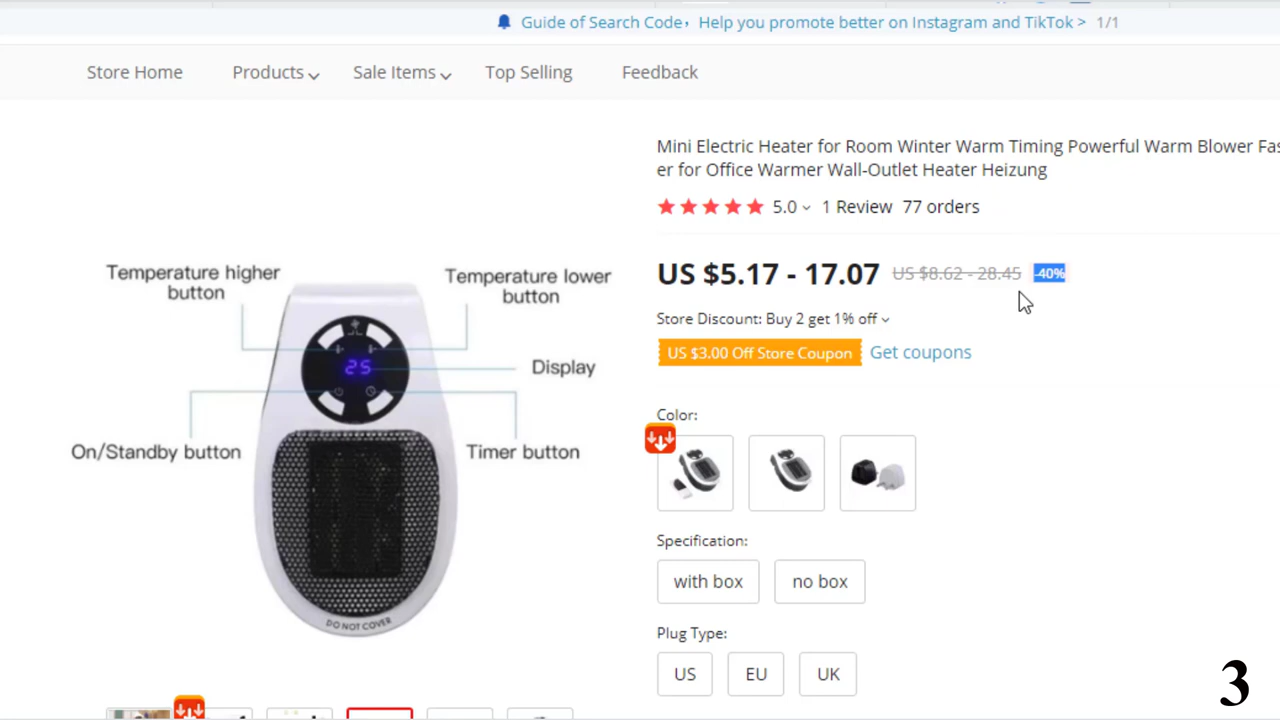 Guide of Search Code, Help you promote better on Instagram and TikTok > 1/1
Store Home Products Sale Items Top Selling Feedback
Mini Electric Heater for Room Winter Warm Timing Powerful Warm Blower Fas
er for Office Warmer Wall-Outlet Heater Heizung
5.0 1 Review 77 orders
US $5.17 - 17.07 US $8.62 - 28.45 -40%
Store Discount: Buy 2 get 1% off
US $3.00 Off Store Coupon Get coupons
Color:
Specification:
with box no box
Plug Type:
US EU UK
Temperature higher
button
Temperature lower
button
25
Display
On/Standby button
Timer button
DO NOT COVER
3